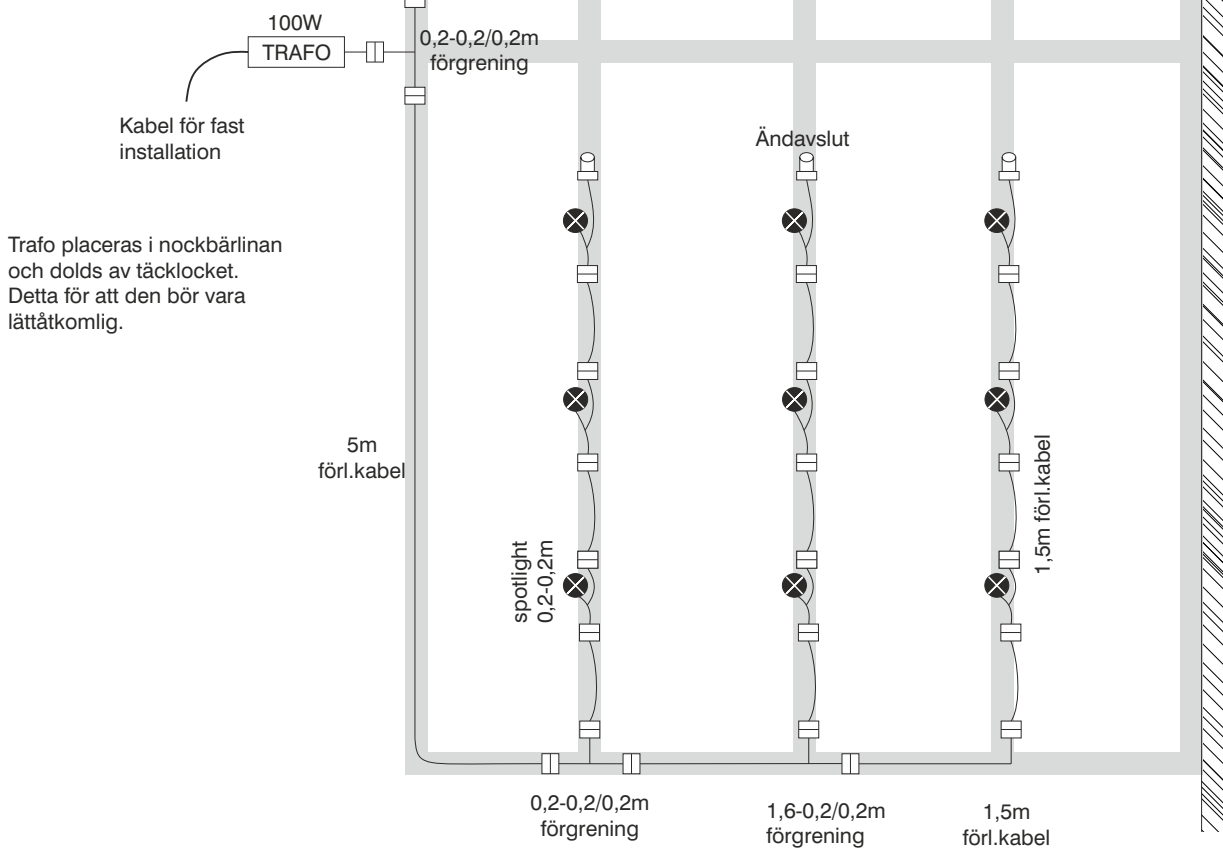 100W
TRAFO
0,2-0,2/0,2m
förgrening
Kabel för fast
installation
Ändavslut
Trafo placeras i nockbärlinan
och dolds av täcklocket.
Detta för att den bör vara
lättåtkomlig.
5m
förl.kabel
1,5m förl.kabel
spotlight
0,2-0,2m
0,2-0,2/0,2m
förgrening
1,6-0,2/0,2m
förgrening
1,5m
förl.kabel